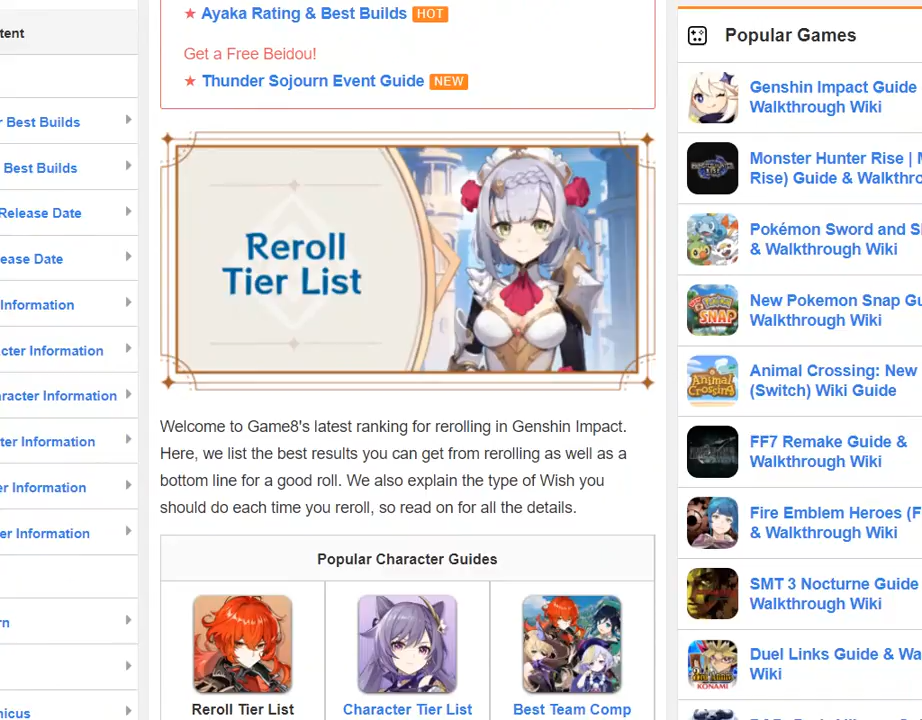 tent
r Best Builds
Best Builds
Release Date
ease Date
Information
cter Information
aracter Information
ter Information
er Information
er Information
rn
nicus
★ Ayaka Rating & Best Builds HOT
Get a Free Beidou!
★ Thunder Sojourn Event Guide NEW
Reroll
Tier List
Welcome to Game8's latest ranking for rerolling in Genshin Impact.
Here, we list the best results you can get from rerolling as well as a
bottom line for a good roll. We also explain the type of Wish you
should do each time you reroll, so read on for all the details.
Popular Character Guides
Reroll Tier List
Character Tier List
Best Team Comp
Popular Games
Genshin Impact Guide
Walkthrough Wiki
Monster Hunter Rise |
Rise) Guide & Walkthro
Pokémon Sword and S
& Walkthrough Wiki
New Pokemon Snap Gu
Walkthrough Wiki
SNAP
Animal Crossing: New
(Switch) Wiki Guide
Animal
Crossing
FF7 Remake Guide &
Walkthrough Wiki
Fire Emblem Heroes (F
& Walkthrough Wiki
SMT 3 Nocturne Guide
Walkthrough Wiki
Duel Links Guide & Wa
Wiki
KONAMI